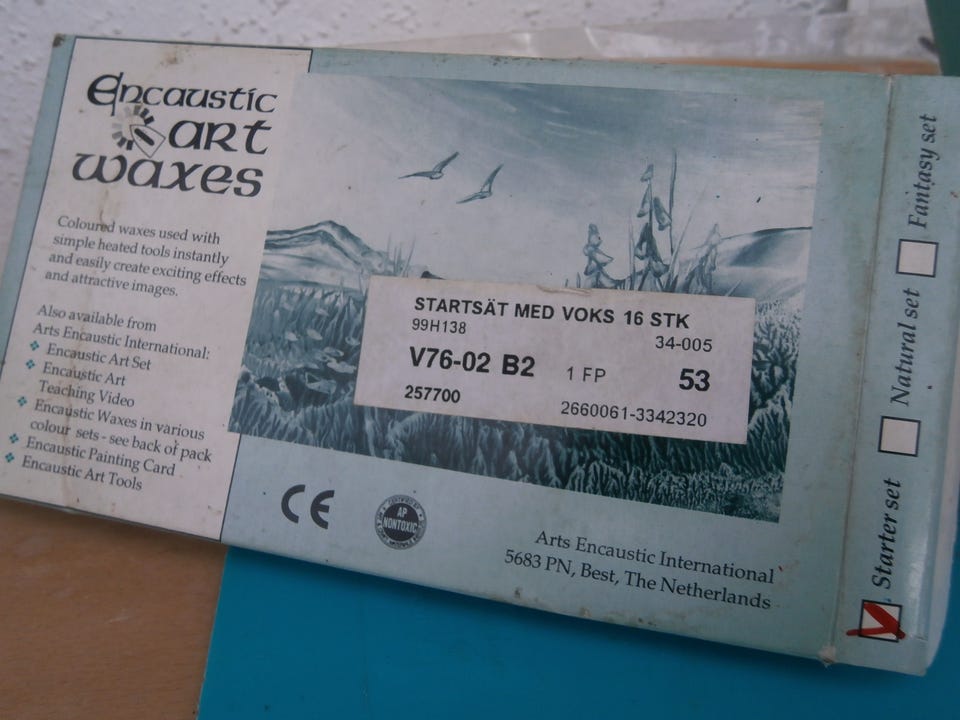 Encaustic
art
waxes
Coloured waxes used with
simple heated tools instantly
and easily create exciting effects
and attractive images.
Also available from
Arts Encaustic International:
❖ Encaustic Art Set
❖ Encaustic Art
Teaching Video
❖ Encaustic Waxes in various
colour sets - see back of pack
❖ Encaustic Painting Card
❖ Encaustic Art Tools
STARTSÄT MED VOKS 16 STK
99H138
34-005
V76-02 B2 1 FP 53
257700 2660061-3342320
CE
AP
NONTOXIC
Arts Encaustic International
5683 PN, Best, The Netherlands
Starter set
Natural set
Fantasy set